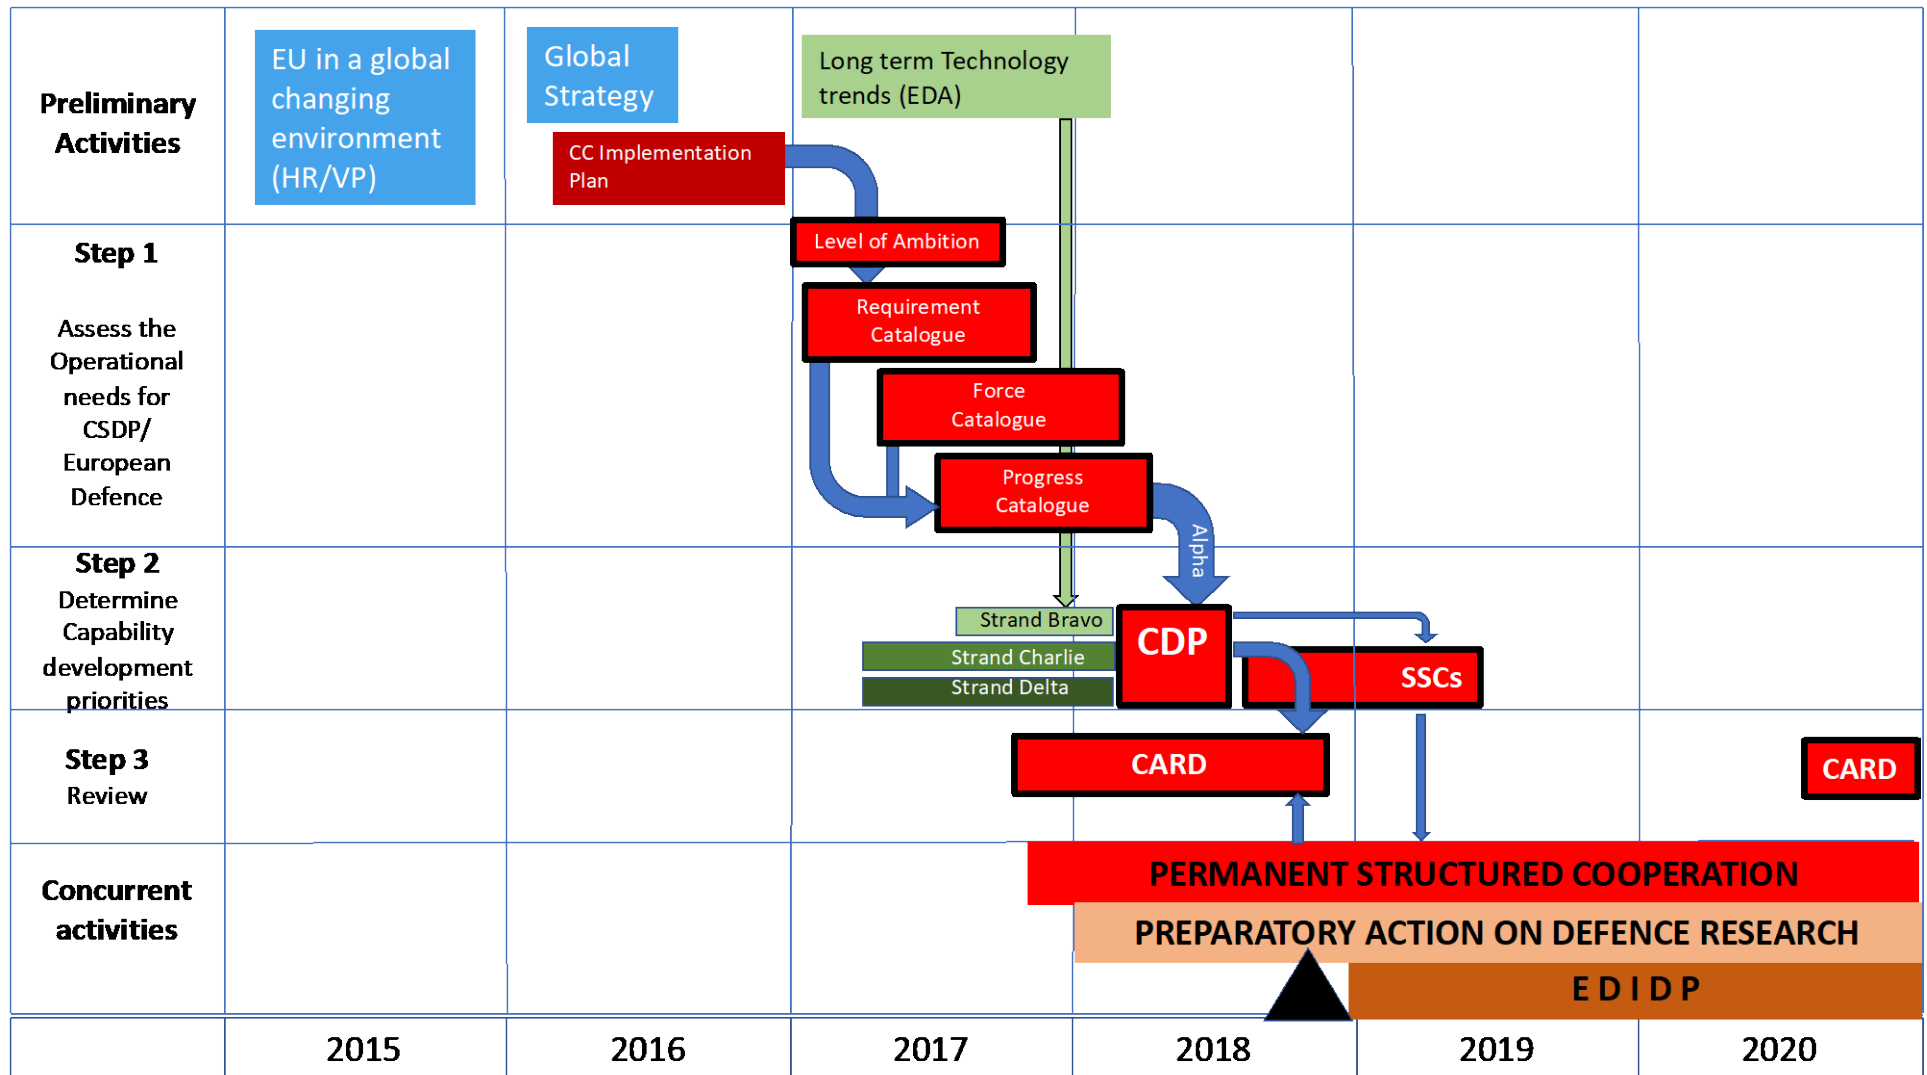 Preliminary
Activities
EU in a global
changing
environment
(HR/VP)
Global
Strategy
CC Implementation
Plan
Long term Technology
trends (EDA)
Step 1
Assess the
Operational
needs for
CSDP/
European
Defence
Level of Ambition
Requirement
Catalogue
Force
Catalogue
Progress
Catalogue
Alpha
Step 2
Determine
Capability
development
priorities
Strand Bravo
Strand Charlie
Strand Delta
CDP
SSCs
Step 3
Review
CARD
CARD
Concurrent
activities
PERMANENT STRUCTURED COOPERATION
PREPARATORY ACTION ON DEFENCE RESEARCH
E D I D P
2015 2016 2017 2018 2019 2020